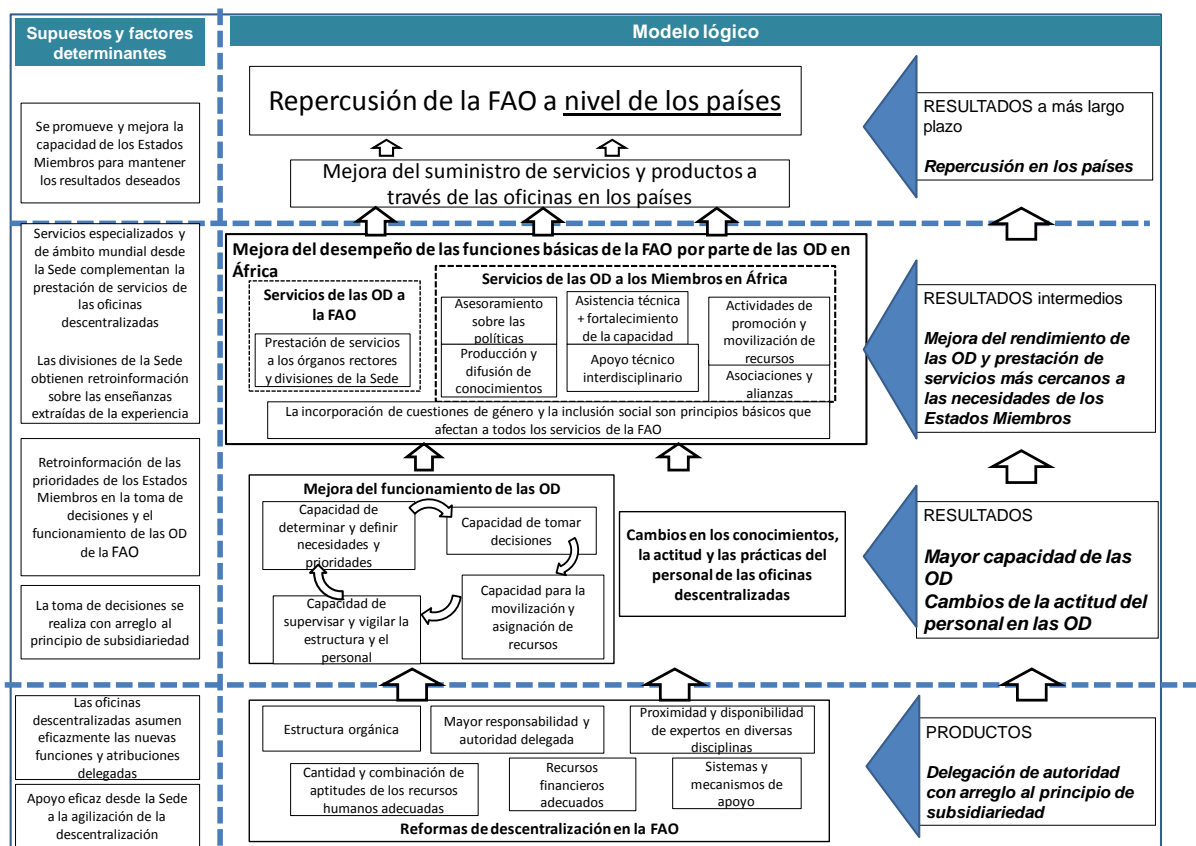 Supuestos y factores
determinantes
Modelo lógico
Se promueve y mejora la
capacidad de los Estados
Miembros para mantener
los resultados deseados
Servicios especializados y
de ámbito mundial desde
la Sede complementan la
prestación de servicios de
las oficinas
descentralizadas
Las divisiones de la Sede
obtienen retroinformación
sobre las enseñanzas
extraídas de la experiencia
Retroinformación de las
prioridades de los Estados
Miembros en la toma de
decisiones y el
funcionamiento de las OD
de la FAO
La toma de decisiones se
realiza con arreglo al
principio de subsidiariedad
Las oficinas
descentralizadas asumen
eficazmente las nuevas
funciones y atribuciones
delegadas
Apoyo eficaz desde la Sede
a la agilización de la
descentralización
Repercusión de la FAO a nivel de los países
Mejora del suministro de servicios y productos a
través de las oficinas en los países
Mejora del desempeño de las funciones básicas de la FAO por parte de las OD en
África
Servicios de las OD a
la FAO
Prestación de servicios
a los órganos rectores
y divisiones de la Sede
Servicios de las OD a los Miembros en África
Asesoramiento
sobre las
políticas
Asistencia técnica
+ fortalecimiento
de la capacidad
Actividades de
promoción y
movilización de
recursos
Producción y
difusión de
conocimientos
Apoyo técnico
interdisciplinario
Asociaciones y
alianzas
La incorporación de cuestiones de género y la inclusión social son principios básicos que
afectan a todos los servicios de la FAO
Mejora del funcionamiento de las OD
Capacidad de
determinar y definir
necesidades y
prioridades
Capacidad de tomar
decisiones
Capacidad para la
movilización y
asignación de
recursos
Capacidad de
supervisar y vigilar la
estructura y el
personal
Cambios en los conocimientos,
la actitud y las prácticas del
personal de las oficinas
descentralizadas
Estructura orgánica
Mayor responsabilidad y
autoridad delegada
Proximidad y disponibilidad
de expertos en diversas
disciplinas
Cantidad y combinación de
aptitudes de los recursos
humanos adecuadas
Recursos
financieros
adecuados
Sistemas y
mecanismos de
apoyo
Reformas de descentralización en la FAO
RESULTADOS a más largo
plazo
Repercusión en los países
RESULTADOS intermedios
Mejora del rendimiento de
las OD y prestación de
servicios más cercanos a
las necesidades de los
Estados Miembros
RESULTADOS
Mayor capacidad de las
OD
Cambios de la actitud del
personal en las OD
PRODUCTOS
Delegación de autoridad
con arreglo al principio de
subsidiariedad